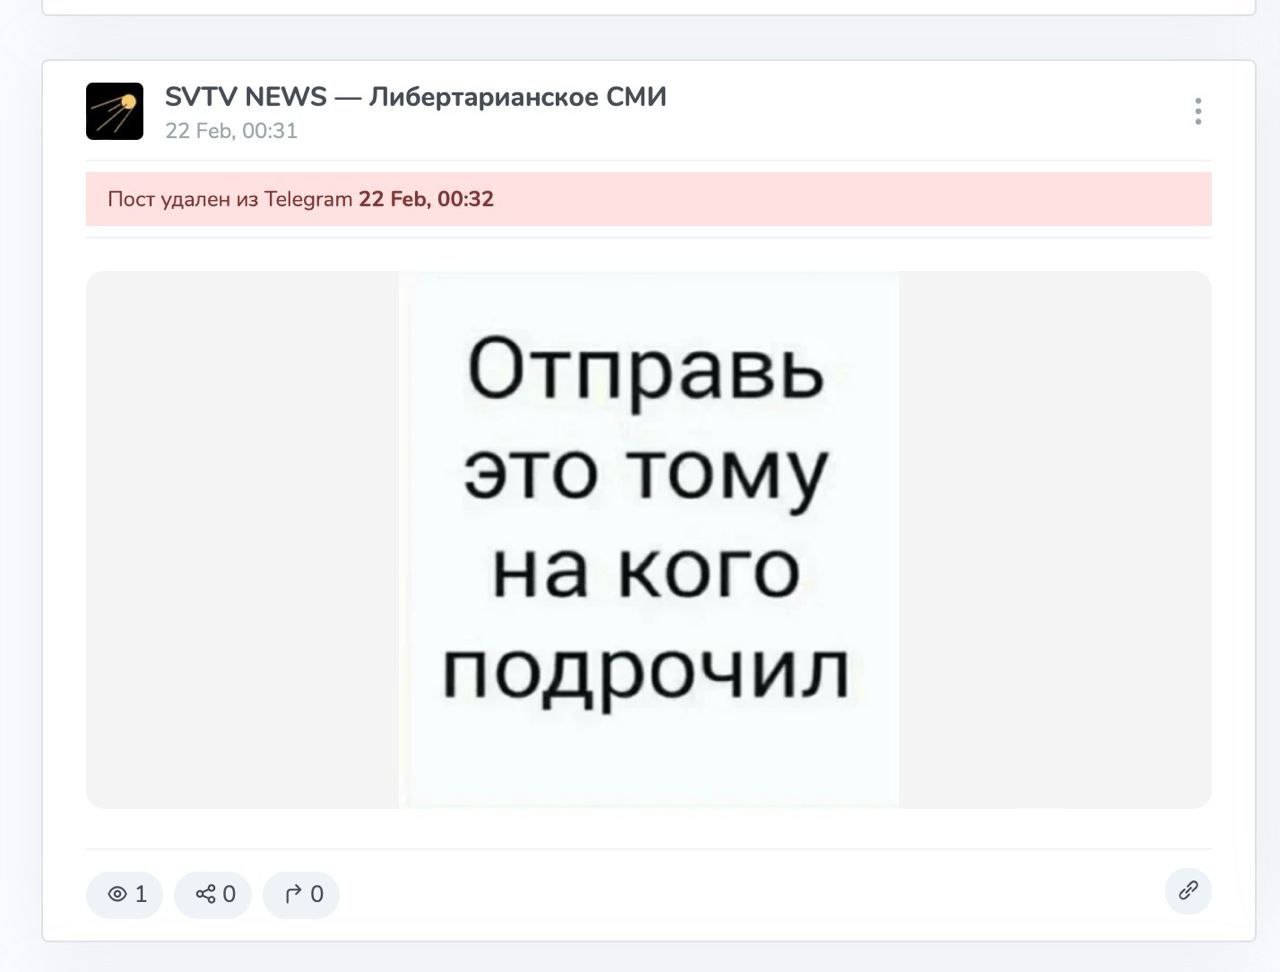 SVTV NEWS — Либертарианское СМИ
22 Feb, 00:31
Пост удален из Telegram 22 Feb, 00:32
Отправь
это тому
на кого
подрочил
1 0 0